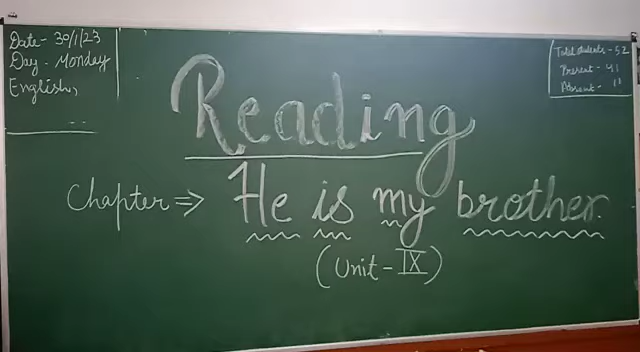 Date - 30/1/23
Day - Monday
English,
Total students - 52
Present - 41
Absent - 11
Reading
Chapter ⇒ He is my brother.
(Unit - IX)